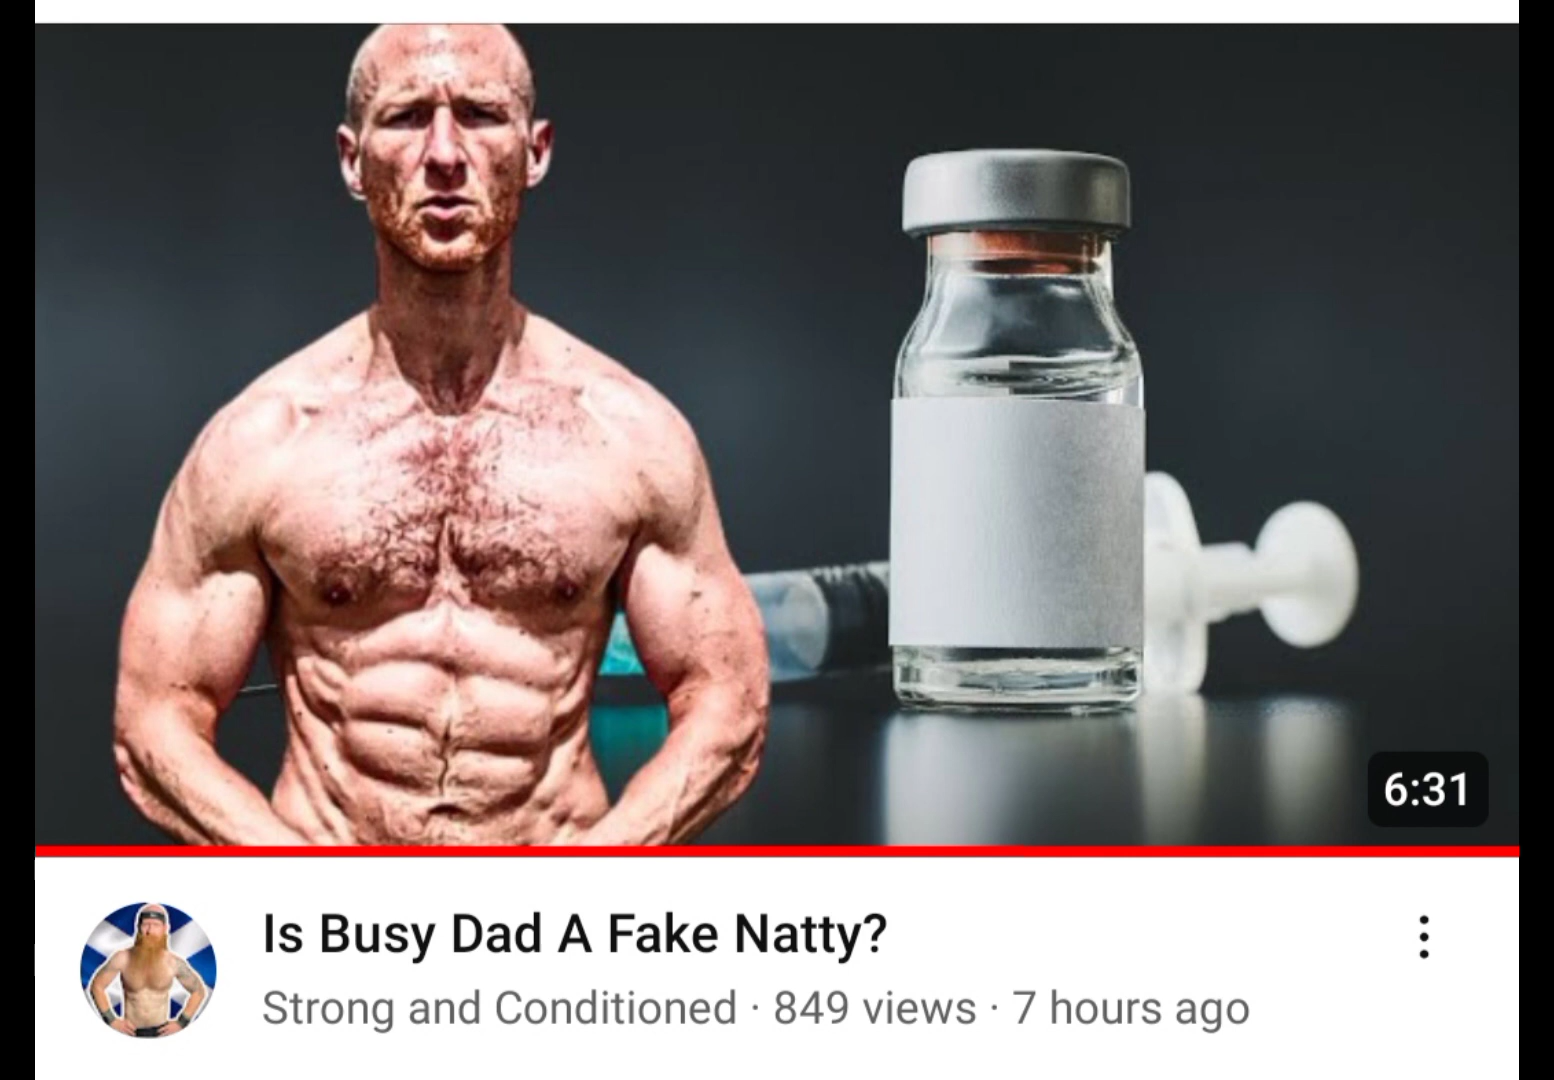 6:31
Is Busy Dad A Fake Natty?
Strong and Conditioned · 849 views · 7 hours ago